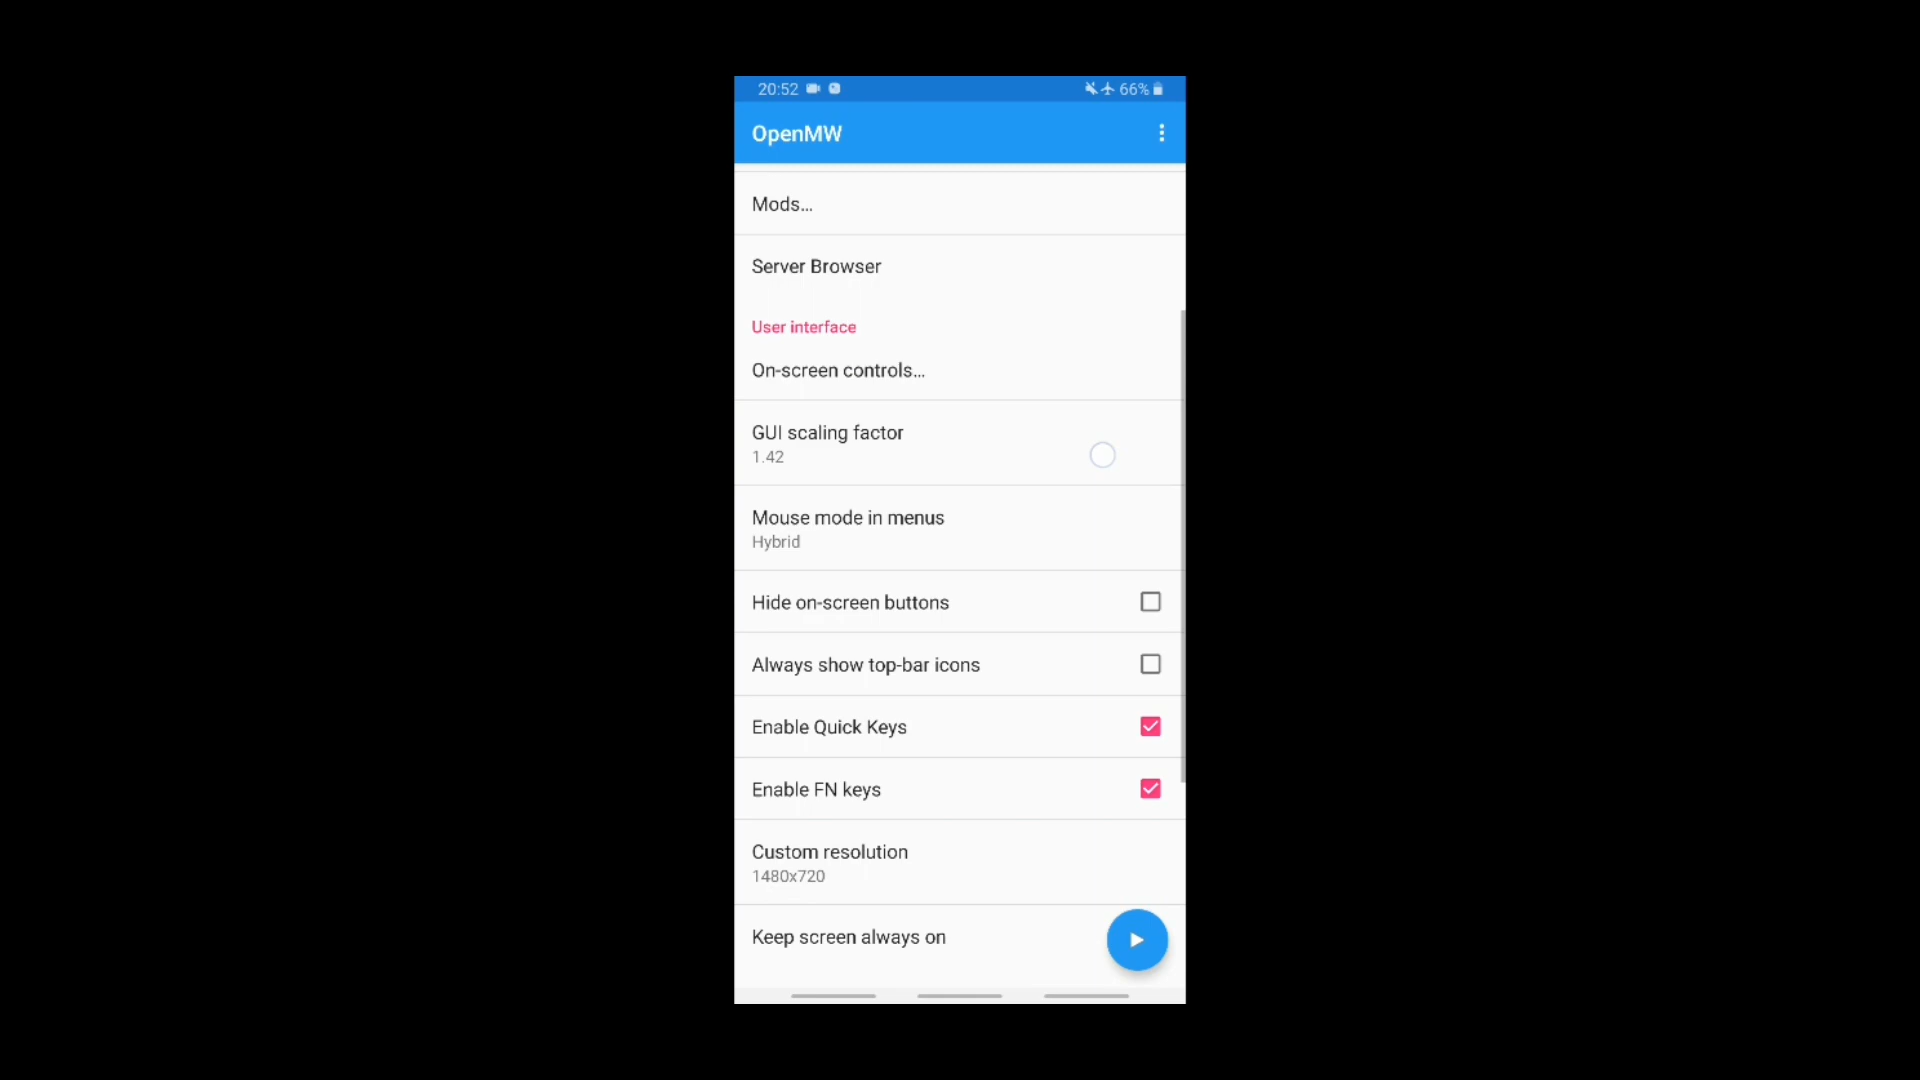 20:52 66%
OpenMW
Mods...
Server Browser
User interface
On-screen controls...
GUI scaling factor
1.42
Mouse mode in menus
Hybrid
Hide on-screen buttons
Always show top-bar icons
Enable Quick Keys
Enable FN keys
Custom resolution
1480x720
Keep screen always on